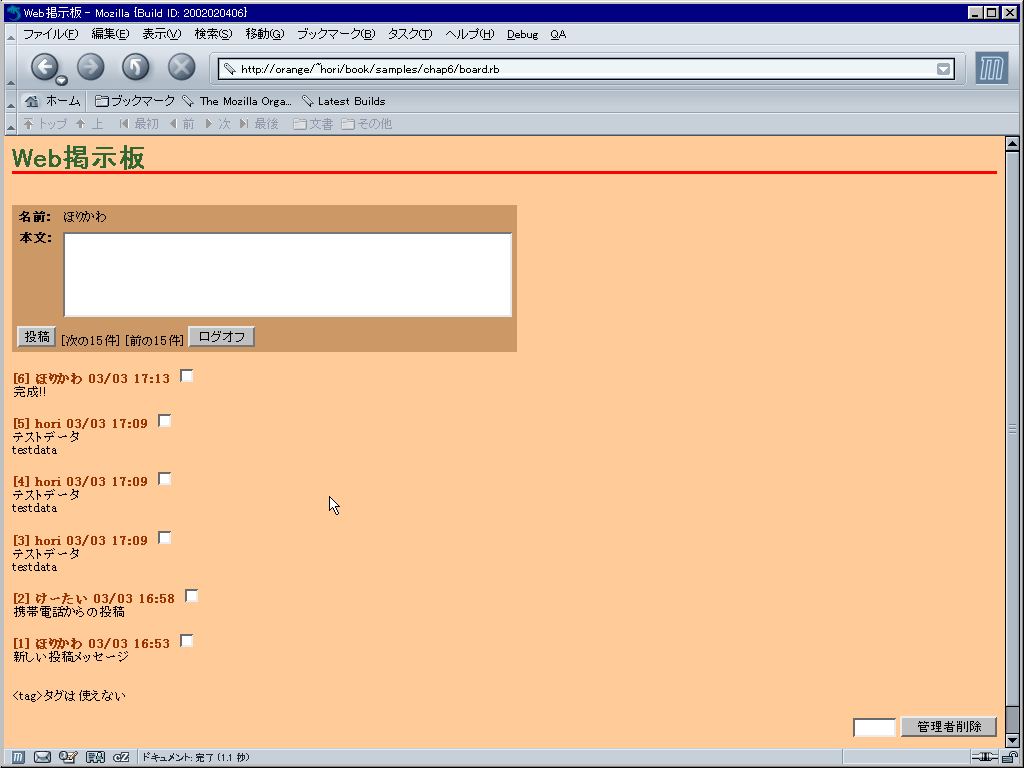 Web掲示板 - Mozilla {Build ID: 2002020406}
ファイル(F) 編集(E) 表示(V) 検索(S) 移動(G) ブックマーク(B) タスク(T) ヘルプ(H) Debug QA
http://orange/~hori/book/samples/chap6/board.rb
ホーム ブックマーク The Mozilla Orga... Latest Builds
トップ 上 最初 前 次 最後 文書 その他
Web掲示板
名前: ほりかわ
本文:
投稿 [次の15件] [前の15件] ログオフ
[6] ほりかわ 03/03 17:13
完成!!
[5] hori 03/03 17:09
テストデータ
testdata
[4] hori 03/03 17:09
テストデータ
testdata
[3] hori 03/03 17:09
テストデータ
testdata
[2] けーたい 03/03 16:58
携帯電話からの投稿
[1] ほりかわ 03/03 16:53
新しい投稿メッセージ
<tag>タグは使えない
管理者削除
ドキュメント: 完了 (1.1 秒)